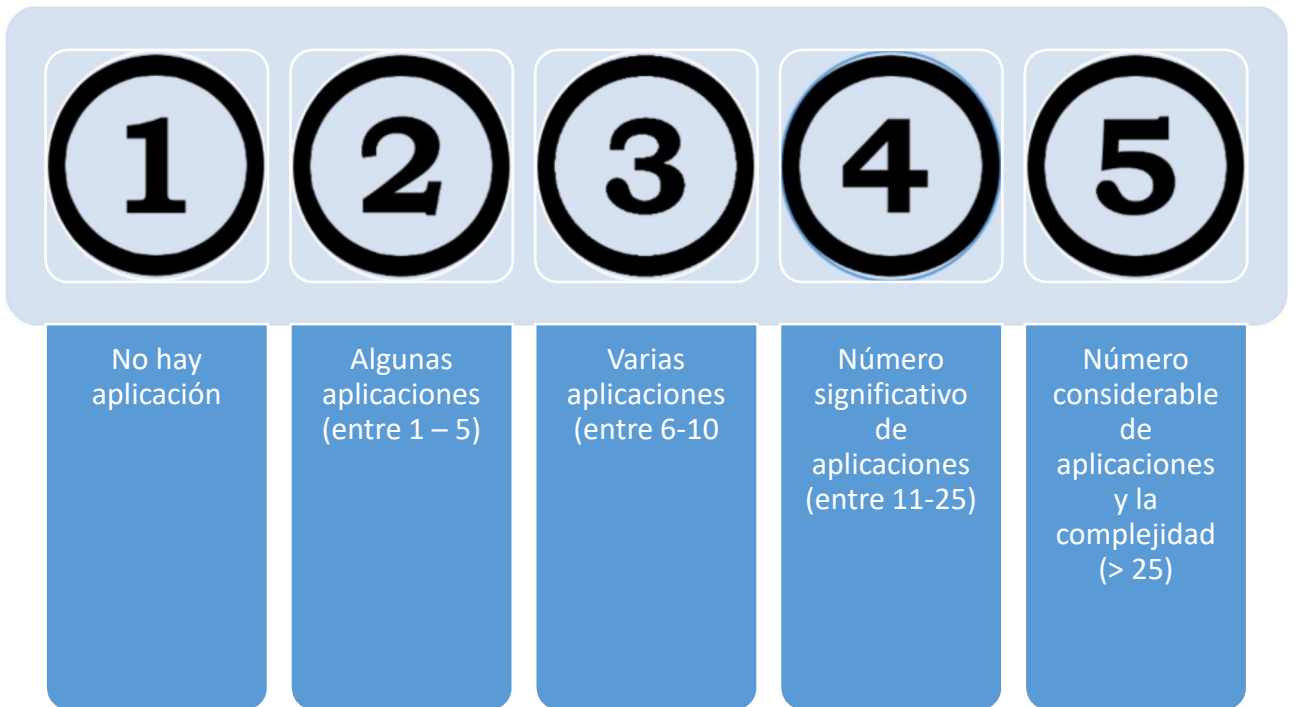 1
2
3
4
5
No hay
aplicación
Algunas
aplicaciones
(entre 1 – 5)
Varias
aplicaciones
(entre 6-10
Número
significativo
de
aplicaciones
(entre 11-25)
Número
considerable
de
aplicaciones
y la
complejidad
(> 25)